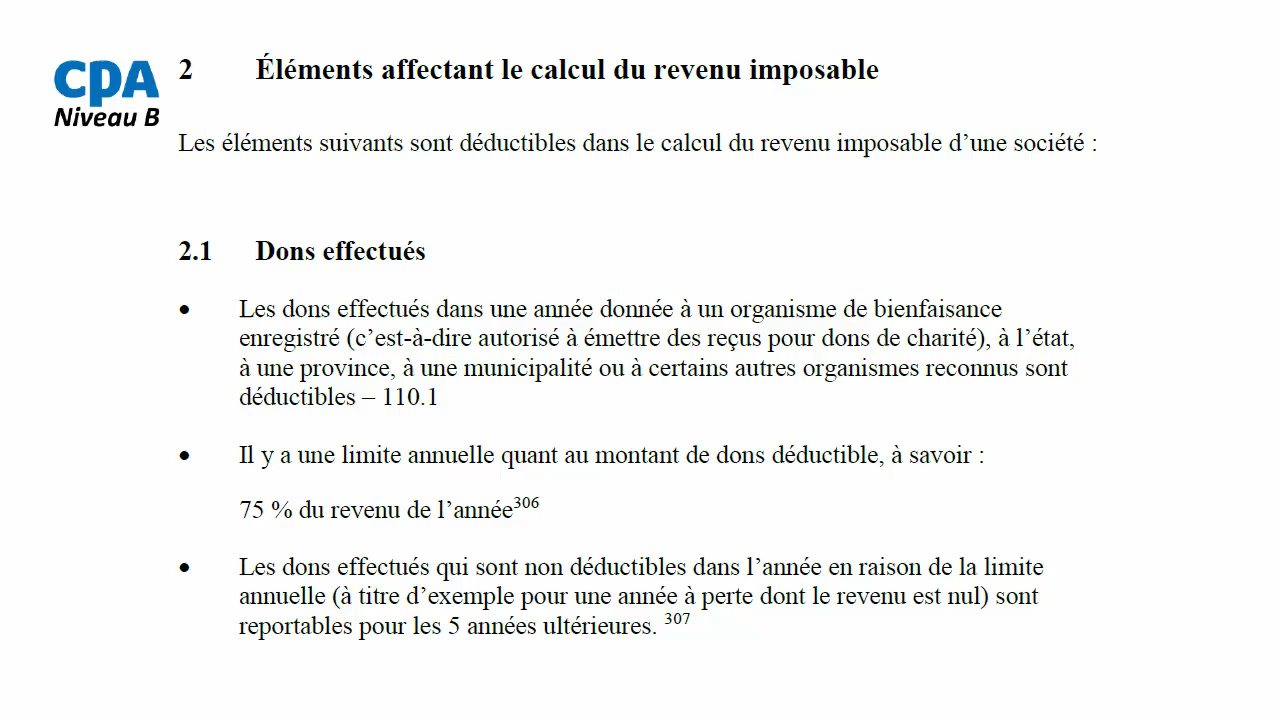 CPA
Niveau B
2 Éléments affectant le calcul du revenu imposable
Les éléments suivants sont déductibles dans le calcul du revenu imposable d’une société :
2.1 Dons effectués
• Les dons effectués dans une année donnée à un organisme de bienfaisance
enregistré (c’est-à-dire autorisé à émettre des reçus pour dons de charité), à l’état,
à une province, à une municipalité ou à certains autres organismes reconnus sont
déductibles – 110.1
• Il y a une limite annuelle quant au montant de dons déductible, à savoir :
75 % du revenu de l’année306
• Les dons effectués qui sont non déductibles dans l’année en raison de la limite
annuelle (à titre d’exemple pour une année à perte dont le revenu est nul) sont
reportables pour les 5 années ultérieures. 307